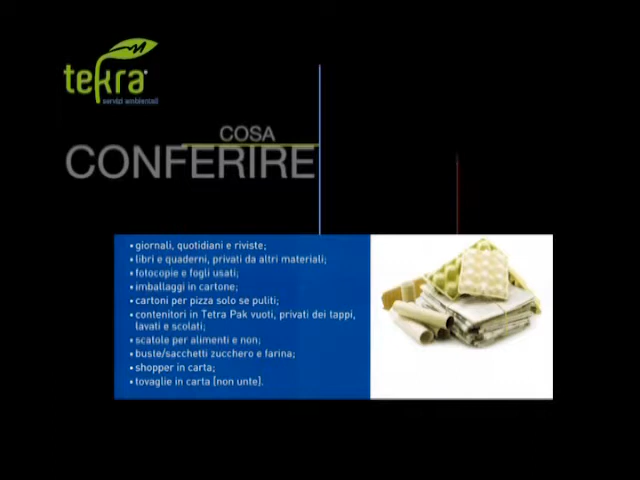 tekra
servizi ambientali
COSA
CONFERIRE
• giornali, quotidiani e riviste;
• libri e quaderni, privati da altri materiali;
• fotocopie e fogli usati;
• imballaggi in cartone;
• cartoni per pizza solo se puliti;
• contenitori in Tetra Pak vuoti, privati dei tappi,
lavati e scolati;
• scatole per alimenti e non;
• buste/sacchetti zucchero e farina;
• shopper in carta;
• tovaglie in carta (non unte).